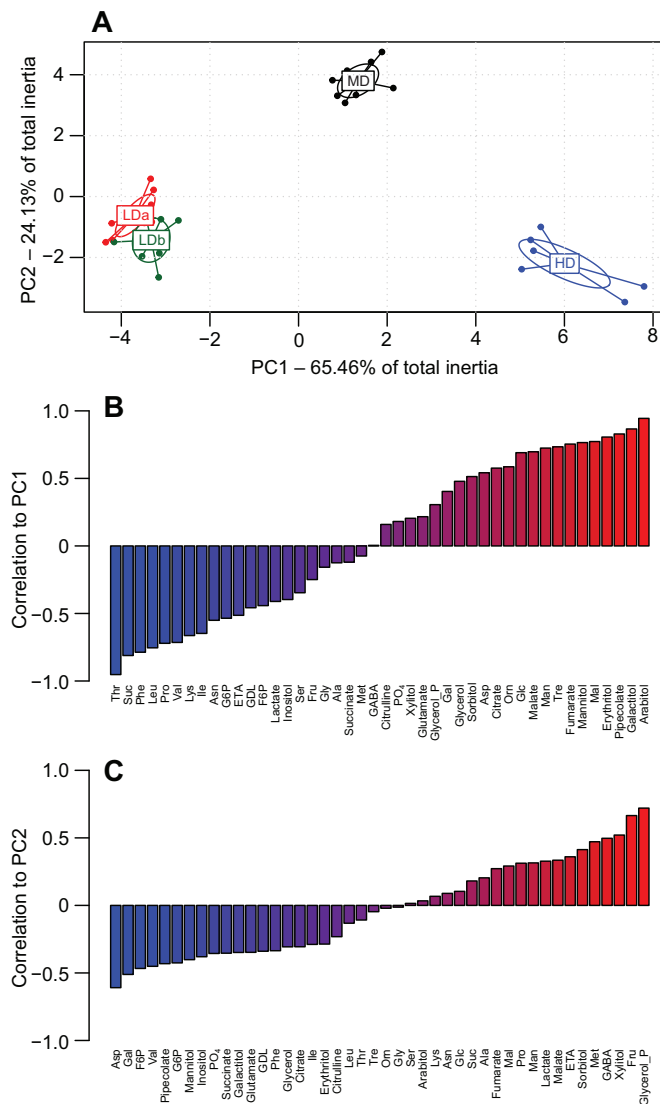 A
PC2 – 24.13% of total inertia
4
2
0
−2
MD
LDa
LDb
HD
−4
−2
0
2
4
6
8
PC1 – 65.46% of total inertia
B
Correlation to PC1
1.0
0.5
0
−0.5
−1.0
Thr
Suc
Phe
Leu
Pro
Val
Lys
Ile
Asn
G6P
ETA
GDL
F6P
Lactate
Inositol
Ser
Fru
Gly
Ala
Succinate
Met
GABA
Citrulline
PO₄
Xylitol
Glutamate
Glycerol_P
Gal
Glycerol
Sorbitol
Asp
Citrate
Orn
Glc
Malate
Man
Tre
Fumarate
Mannitol
Mal
Erythritol
Pipecolate
Galactitol
Arabitol
C
Correlation to PC2
1.0
0.5
0
−0.5
−1.0
Asp
Gal
F6P
Val
Pipecolate
G6P
Mannitol
Inositol
PO₄
Succinate
Galactitol
Glutamate
GDL
Phe
Glycerol
Citrate
Ile
Erythritol
Citrulline
Leu
Thr
Tre
Orn
Gly
Ser
Arabitol
Lys
Asn
Glc
Suc
Ala
Fumarate
Mal
Pro
Man
Lactate
Malate
ETA
Sorbitol
Met
GABA
Xylitol
Fru
Glycerol_P